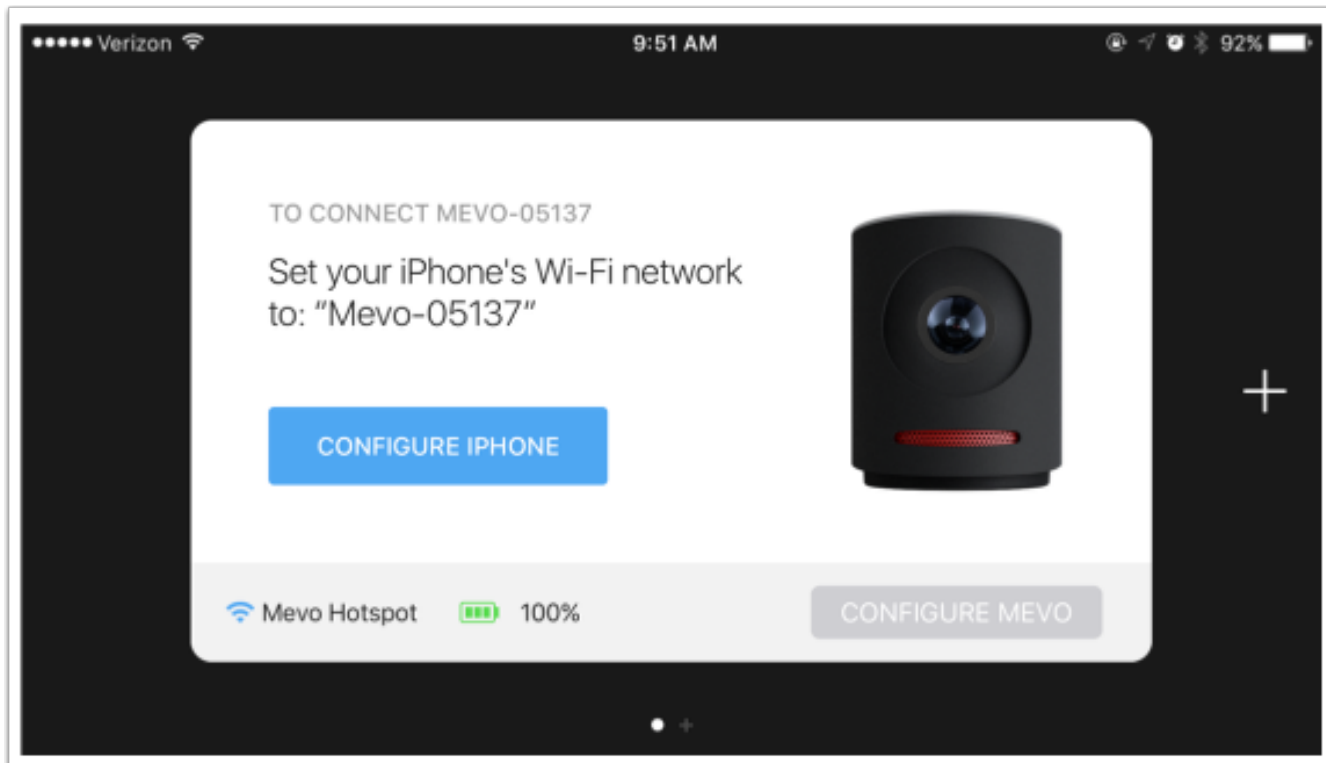 Verizon 9:51 AM 92%
TO CONNECT MEVO-05137
Set your iPhone's Wi-Fi network
to: “Mevo-05137”
CONFIGURE IPHONE
Mevo Hotspot 100% CONFIGURE MEVO